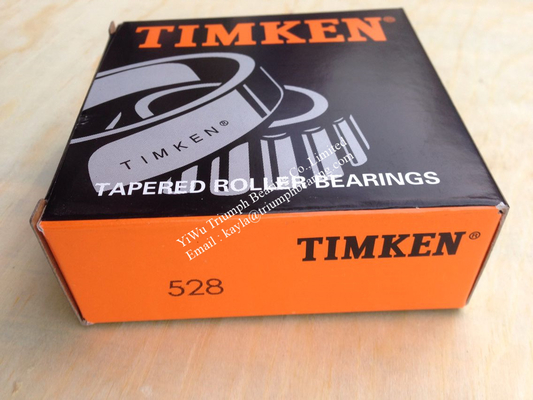 TIMKEN
TIMKEN®
TAPERED ROLLER BEARINGS
YiWu Triumph Bearing Co.,Limited
Email : kayla@triumphbearing.com
TIMKEN®
528